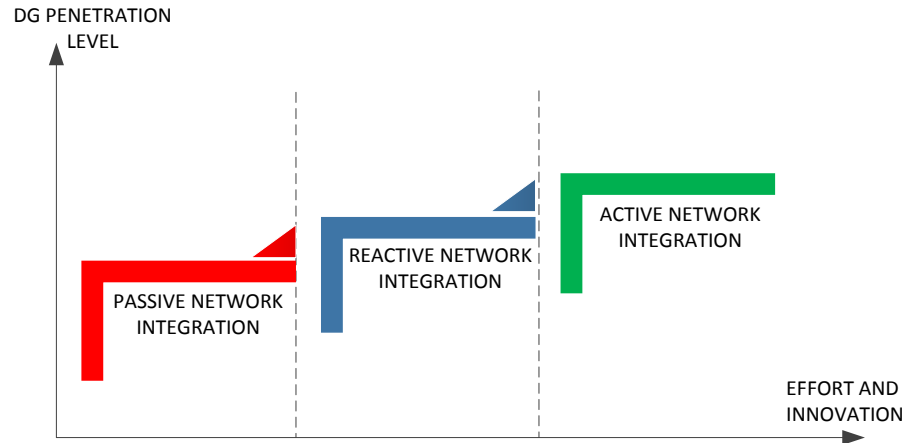 DG PENETRATION
LEVEL
PASSIVE NETWORK
INTEGRATION
REACTIVE NETWORK
INTEGRATION
ACTIVE NETWORK
INTEGRATION
EFFORT AND
INNOVATION